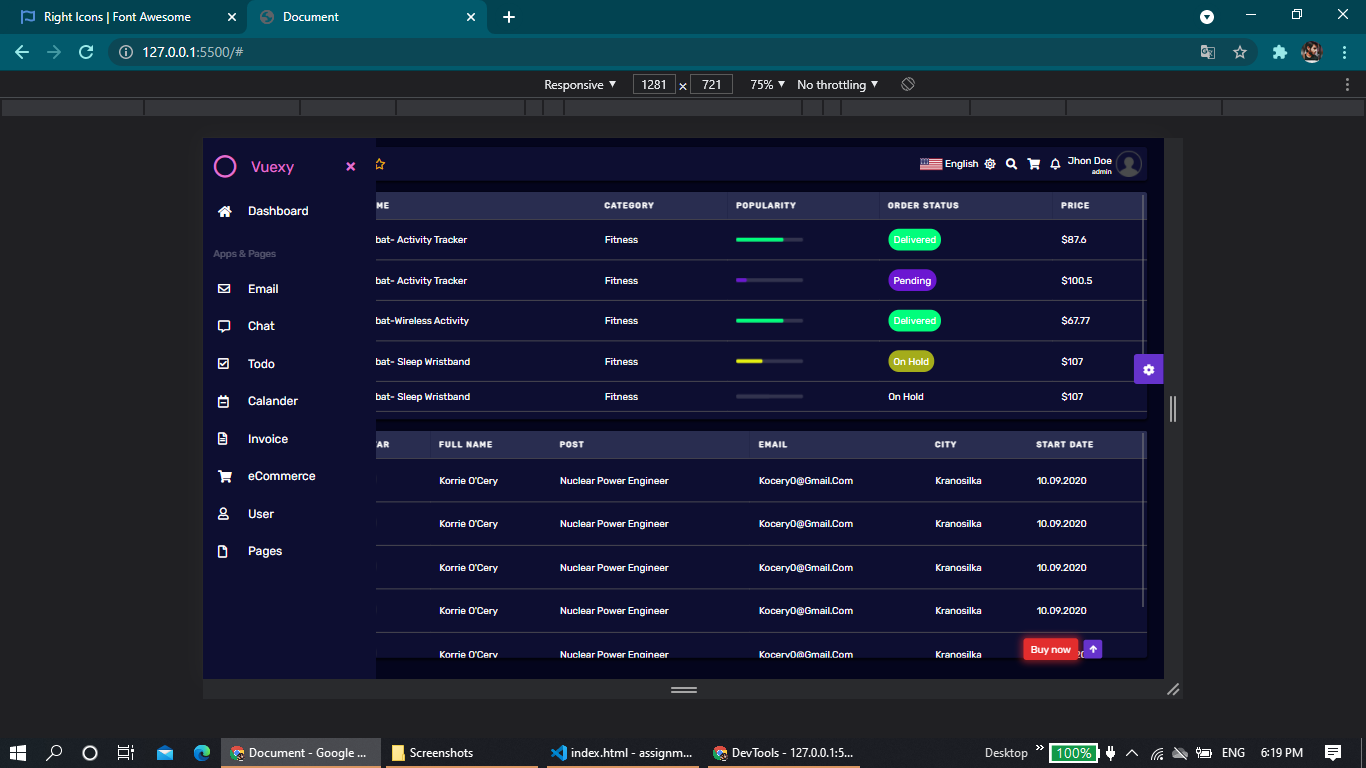 Right Icons | Font Awesome
Document
127.0.0.1:5500/#
Responsive 1281 × 721 75% No throttling
Vuexy
English
Jhon Doe
admin
Dashboard
Apps & Pages
Email
Chat
Todo
Calander
Invoice
eCommerce
User
Pages
ME CATEGORY POPULARITY ORDER STATUS PRICE
bat- Activity Tracker Fitness Delivered $87.6
bat- Activity Tracker Fitness Pending $100.5
bat-Wireless Activity Fitness Delivered $67.77
bat- Sleep Wristband Fitness On Hold $107
bat- Sleep Wristband Fitness On Hold $107
AR FULL NAME POST EMAIL CITY START DATE
Korrie O'Cery Nuclear Power Engineer Kocery0@Gmail.Com Kranosilka 10.09.2020
Korrie O'Cery Nuclear Power Engineer Kocery0@Gmail.Com Kranosilka 10.09.2020
Korrie O'Cery Nuclear Power Engineer Kocery0@Gmail.Com Kranosilka 10.09.2020
Korrie O'Cery Nuclear Power Engineer Kocery0@Gmail.Com Kranosilka 10.09.2020
Korrie O'Cery Nuclear Power Engineer Kocery0@Gmail.Com Kranosilka
Buy now
Document - Google ... Screenshots index.html - assignm... DevTools - 127.0.0.1:5... Desktop 100% ENG 6:19 PM